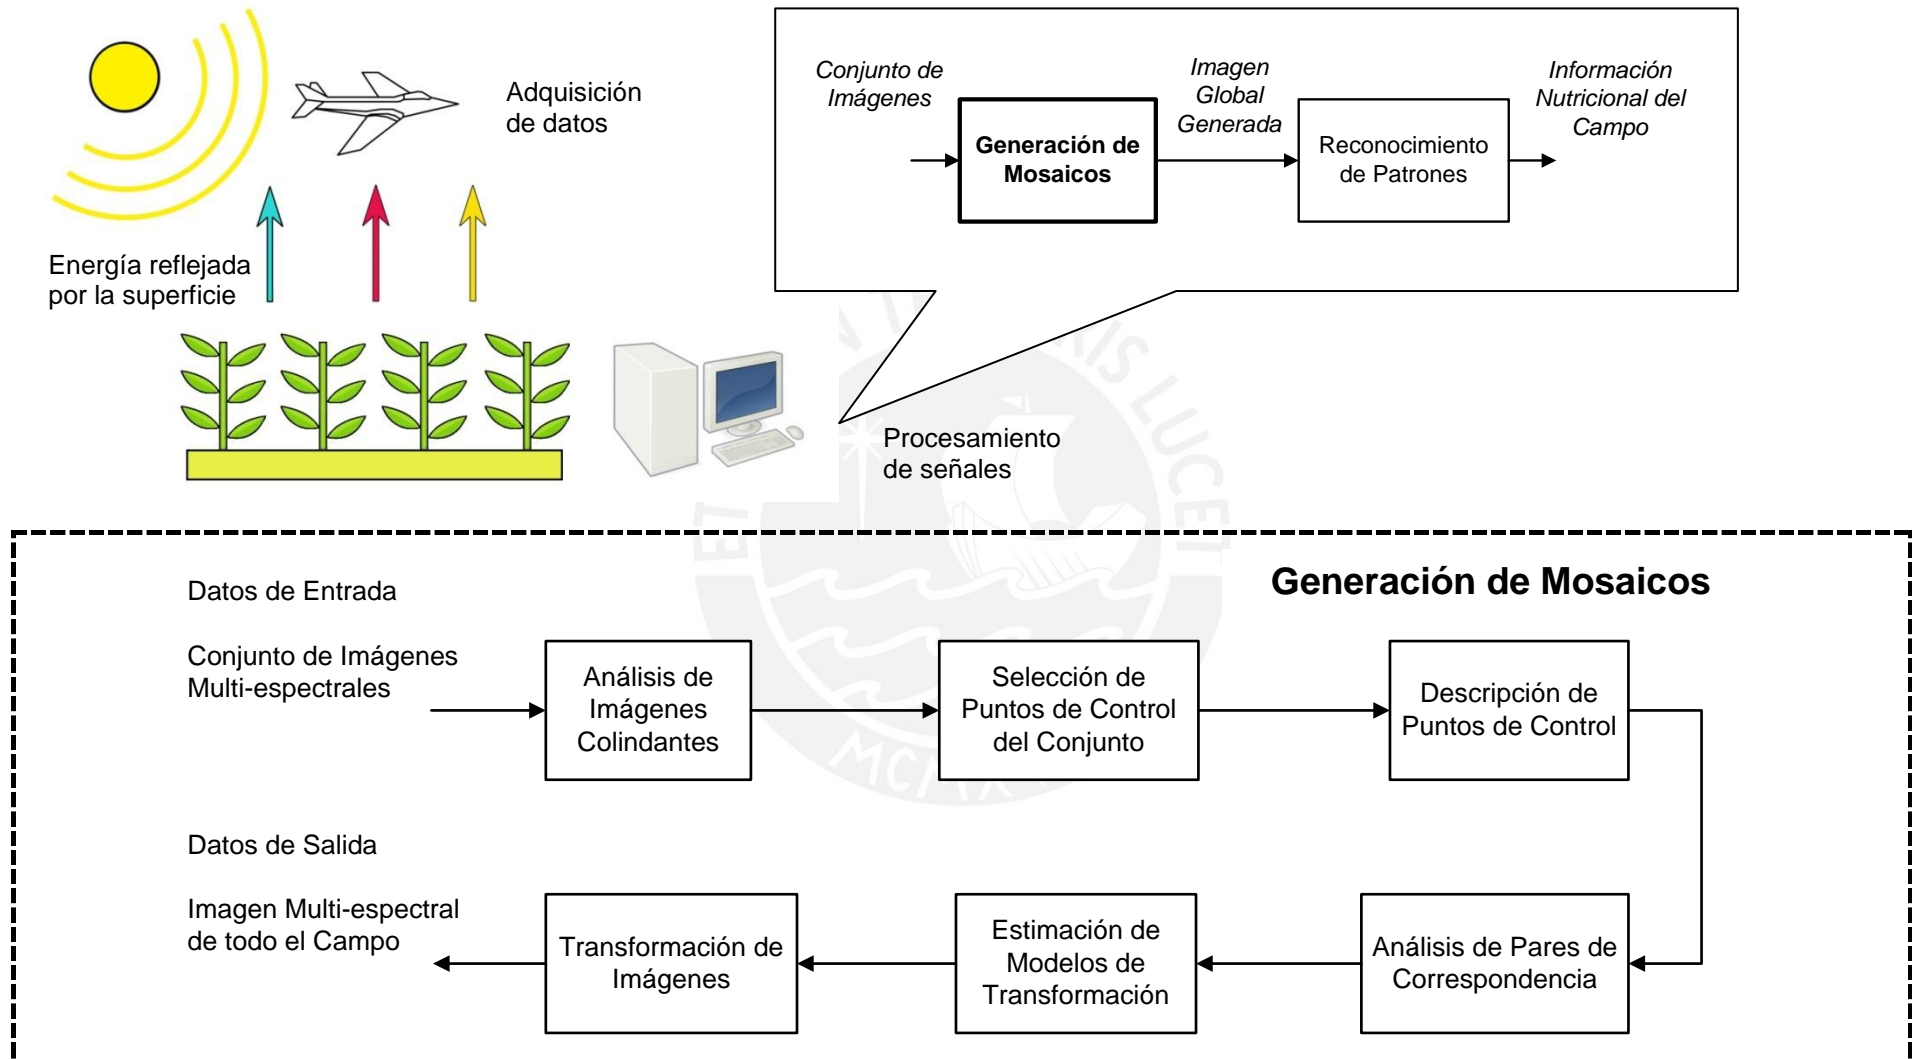 Adquisición
de datos
Energía reflejada
por la superficie
Conjunto de
Imágenes
Generación de
Mosaicos
Imagen
Global
Generada
Reconocimiento
de Patrones
Información
Nutricional del
Campo
Procesamiento
de señales
Generación de Mosaicos
Datos de Entrada
Conjunto de Imágenes
Multi-espectrales
Análisis de
Imágenes
Colindantes
Selección de
Puntos de Control
del Conjunto
Descripción de
Puntos de Control
Datos de Salida
Imagen Multi-espectral
de todo el Campo
Transformación de
Imágenes
Estimación de
Modelos de
Transformación
Análisis de Pares de
Correspondencia
ET
LUCET